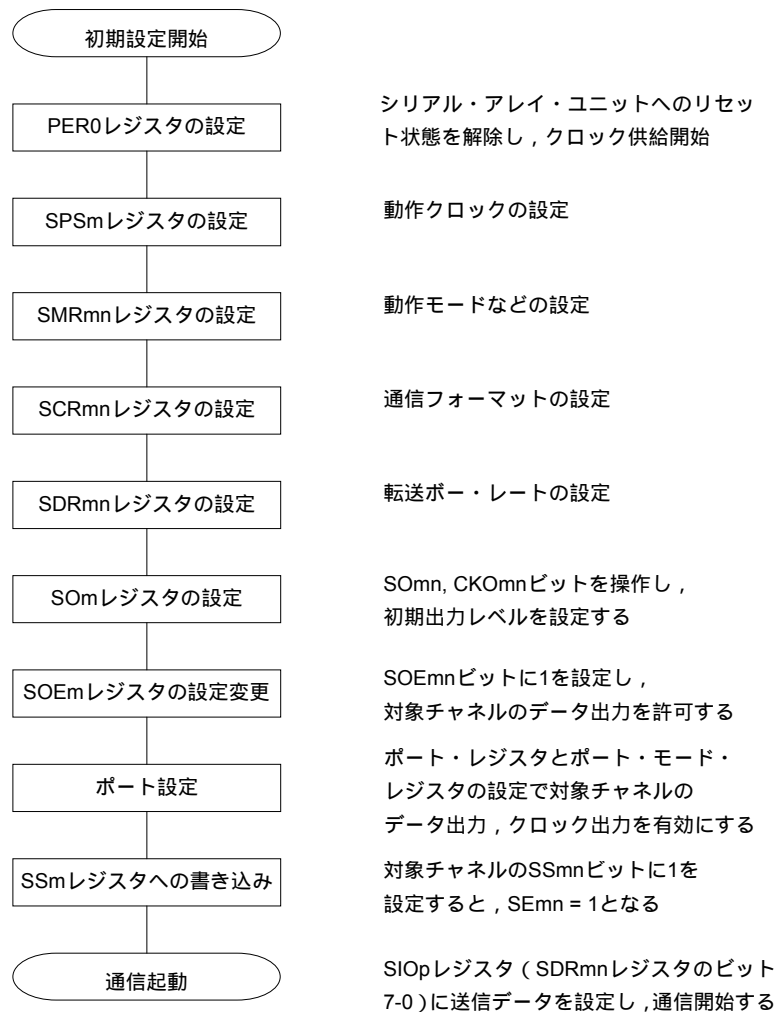 初期設定開始
PER0レジスタの設定
シリアル・アレイ・ユニットへのリセッ
ト状態を解除し，クロック供給開始
SPSmレジスタの設定
動作クロックの設定
SMRmnレジスタの設定
動作モードなどの設定
SCRmnレジスタの設定
通信フォーマットの設定
SDRmnレジスタの設定
転送ボー・レートの設定
SOmレジスタの設定
SOmn, CKOmnビットを操作し，
初期出力レベルを設定する
SOEmレジスタの設定変更
SOEmnビットに1を設定し，
対象チャネルのデータ出力を許可する
ポート設定
ポート・レジスタとポート・モード・
レジスタの設定で対象チャネルの
データ出力，クロック出力を有効にする
SSmレジスタへの書き込み
対象チャネルのSSmnビットに1を
設定すると，SEmn = 1となる
通信起動
SIOpレジスタ（SDRmnレジスタのビット
7-0）に送信データを設定し，通信開始する